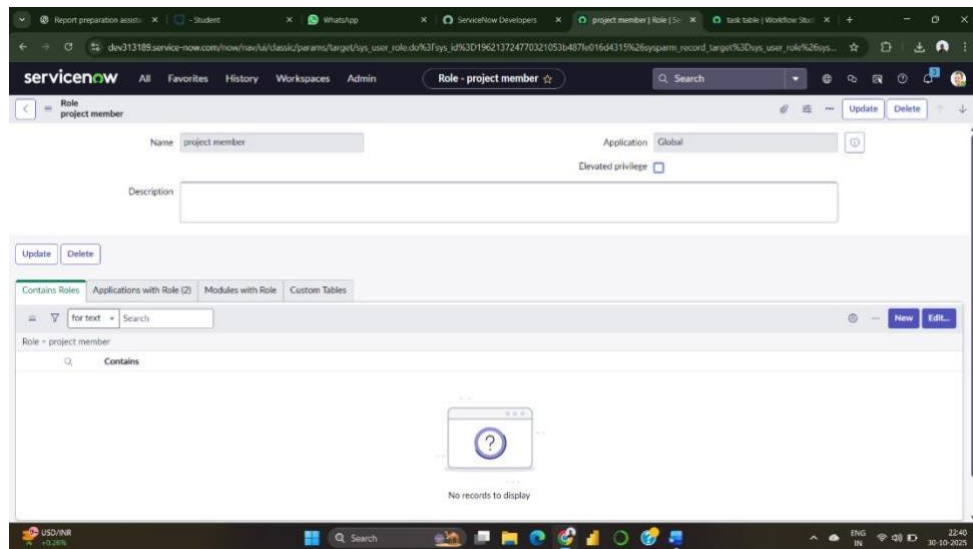 Report preparation assista
- Student
WhatsApp
ServiceNow Developers
project member | Role | Se
task table | Workflow Stud
dev313189.service-now.com/now/nav/ui/classic/params/target/sys_user_role.do%3Fsys_id%3D196213724770321053b487fe016d4315%26sysparm_record_target%3Dsys_user_role%26sys...
servicenow All Favorites History Workspaces Admin Role - project member Search
Role
project member
Update Delete
Name project member Application Global
Elevated privilege
Description
Update Delete
Contains Roles Applications with Role (2) Modules with Role Custom Tables
for text Search New Edit...
Role = project member
Contains
No records to display
USD/INR
+0.26%
Search
ENG
IN
22:40
30-10-2025